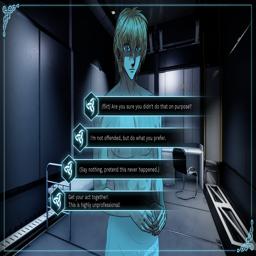 (Flirt) Are you sure you didn't do that on purpose?
I'm not offended, but do what you prefer.
(Say nothing, pretend this never happened.)
Get your act together!
This is highly unprofessional!